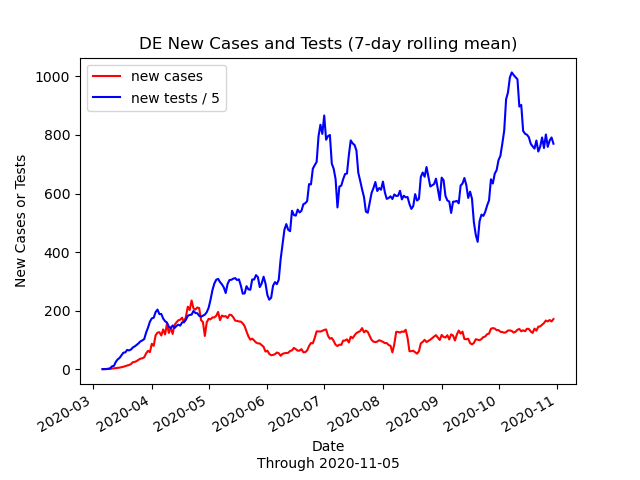 DE New Cases and Tests (7-day rolling mean)
new cases
new tests / 5
New Cases or Tests
1000
800
600
400
200
0
2020-03
2020-04
2020-05
2020-06
2020-07
2020-08
2020-09
2020-10
2020-11
Date
Through 2020-11-05